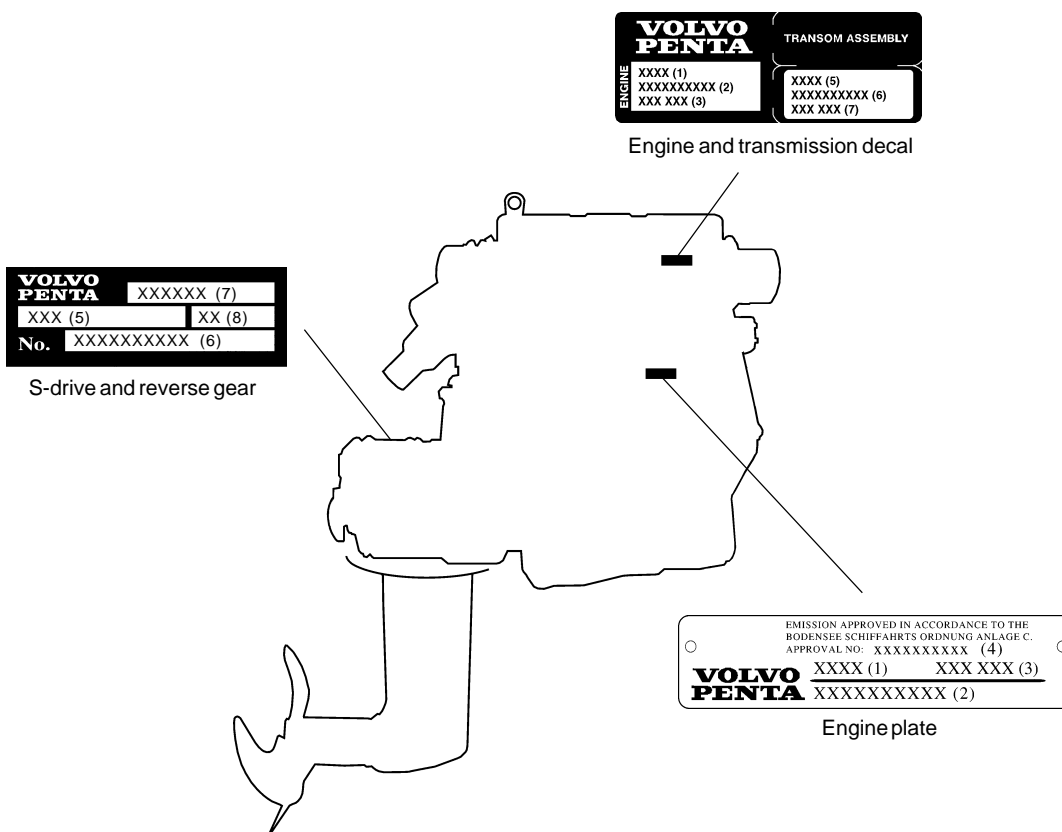 VOLVO
PENTA
ENGINE
XXXX (1)
XXXXXXXXXX (2)
XXX XXX (3)
TRANSOM ASSEMBLY
XXXX (5)
XXXXXXXXXX (6)
XXX XXX (7)
Engine and transmission decal
VOLVO
PENTA
XXXXXX (7)
XXX (5)
XX (8)
No.
XXXXXXXXXX (6)
S-drive and reverse gear
EMISSION APPROVED IN ACCORDANCE TO THE
BODENSEE SCHIFFAHRTS ORDNUNG ANLAGE C.
APPROVAL NO: XXXXXXXXXX (4)
VOLVO
PENTA
XXXX (1) XXX XXX (3)
XXXXXXXXXX (2)
Engine plate